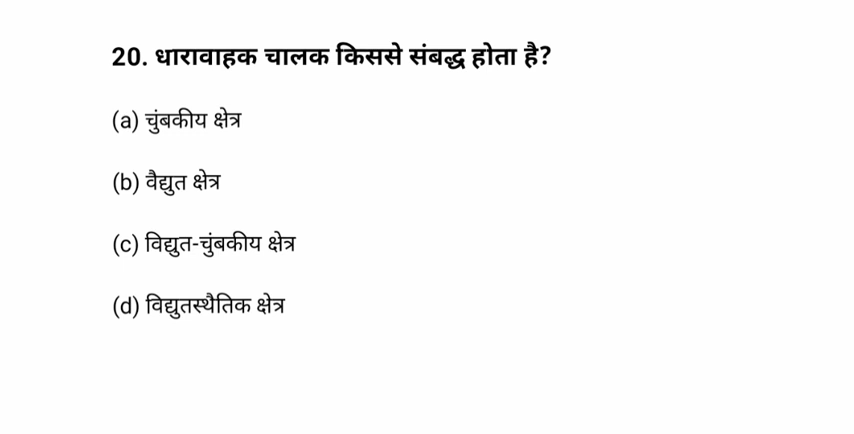 20. धारावाहक चालक किससे संबद्ध होता है?
(a) चुंबकीय क्षेत्र
(b) वैद्युत क्षेत्र
(c) विद्युत-चुंबकीय क्षेत्र
(d) विद्युतस्थैतिक क्षेत्र